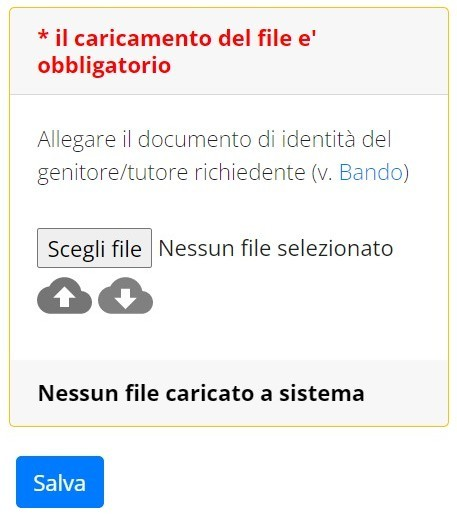 * il caricamento del file e'
obbligatorio
Allegare il documento di identità del
genitore/tutore richiedente (v. Bando)
Scegli file Nessun file selezionato
Nessun file caricato a sistema
Salva